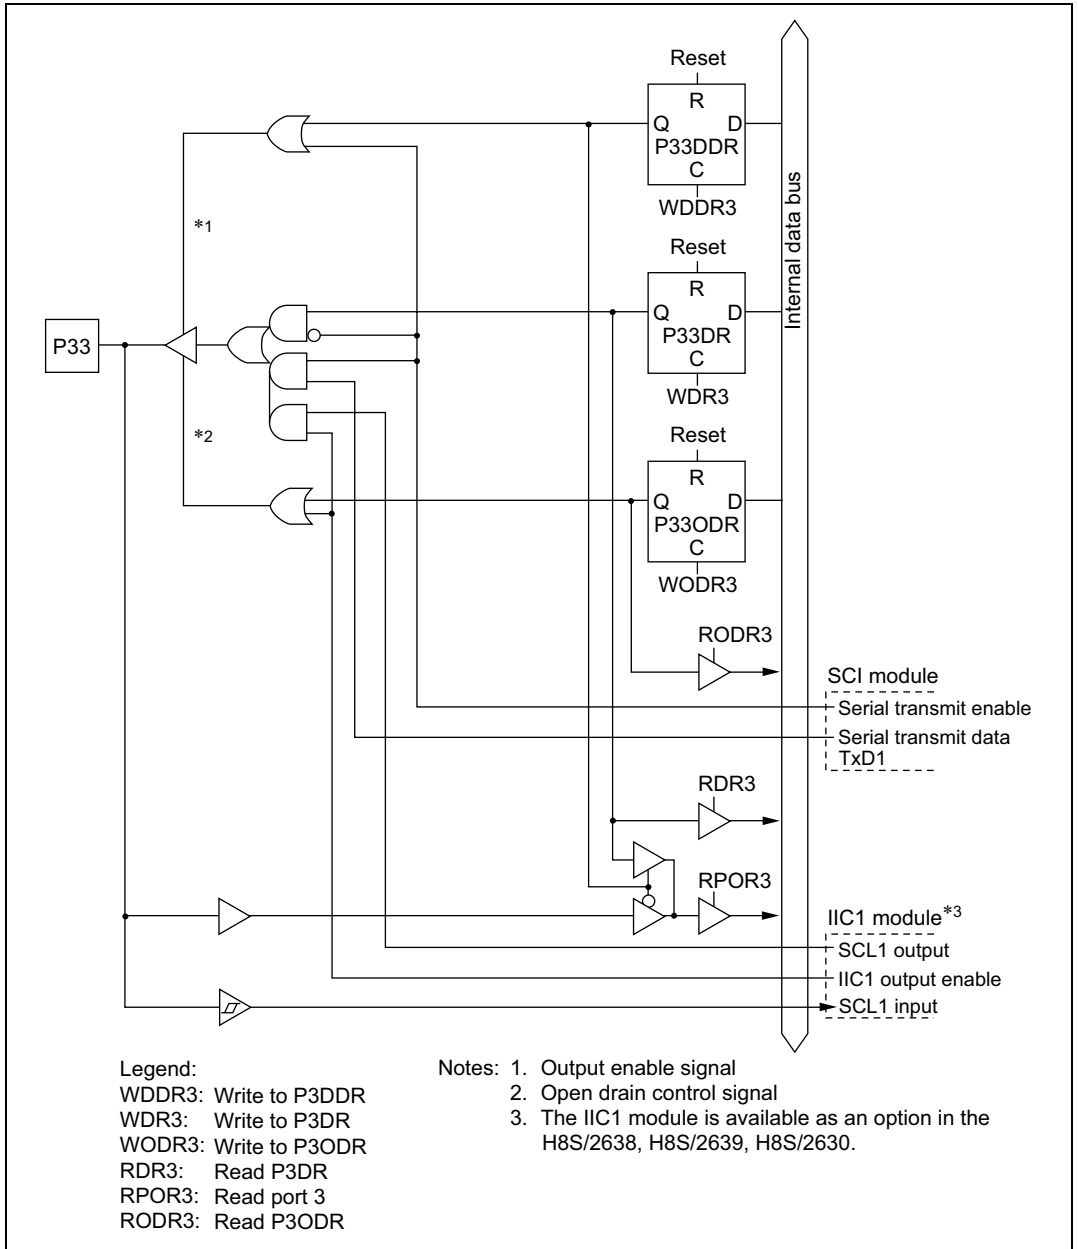 Reset
R
Q D
P33DDR
C
WDDR3
Internal data bus
*1
Reset
R
Q D
P33DR
C
WDR3
P33
*2
Reset
R
Q D
P33ODR
C
WODR3
RODR3
SCI module
Serial transmit enable
Serial transmit data
TxD1
RDR3
RPOR3
IIC1 module*3
SCL1 output
IIC1 output enable
SCL1 input
Legend:
WDDR3: Write to P3DDR
WDR3: Write to P3DR
WODR3: Write to P3ODR
RDR3: Read P3DR
RPOR3: Read port 3
RODR3: Read P3ODR
Notes: 1. Output enable signal
2. Open drain control signal
3. The IIC1 module is available as an option in the
H8S/2638, H8S/2639, H8S/2630.